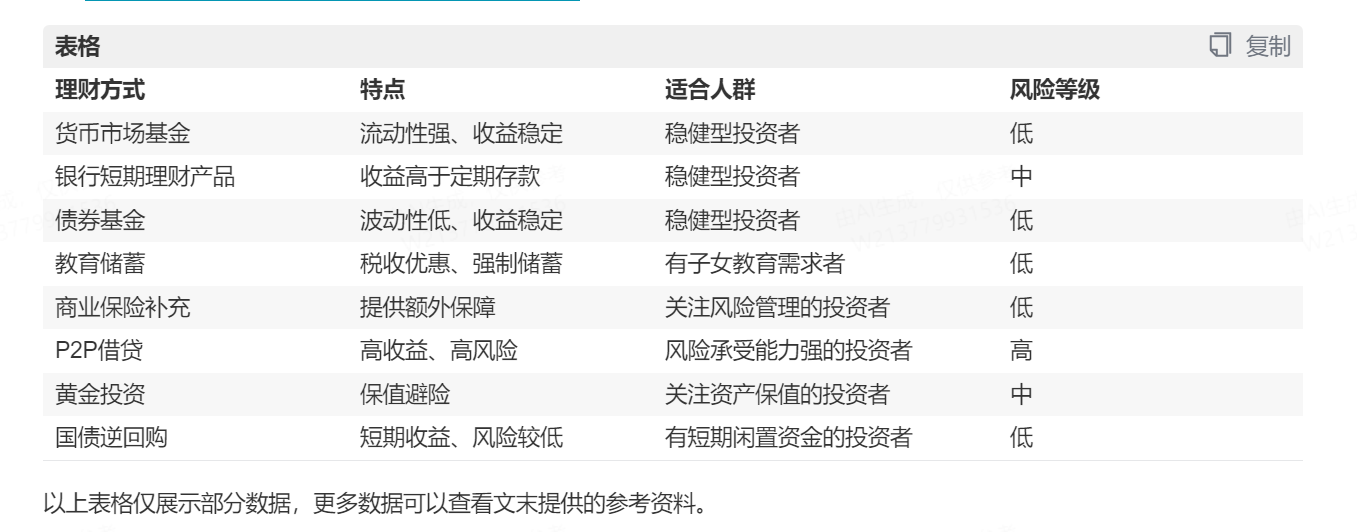 表格 复制
理财方式 特点 适合人群 风险等级
货币市场基金 流动性强、收益稳定 稳健型投资者 低
银行短期理财产品 收益高于定期存款 稳健型投资者 中
债券基金 波动性低、收益稳定 稳健型投资者 低
教育储蓄 税收优惠、强制储蓄 有子女教育需求者 低
商业保险补充 提供额外保障 关注风险管理的投资者 低
P2P借贷 高收益、高风险 风险承受能力强的投资者 高
黄金投资 保值避险 关注资产保值的投资者 中
国债逆回购 短期收益、风险较低 有短期闲置资金的投资者 低
以上表格仅展示部分数据，更多数据可以查看文末提供的参考资料。